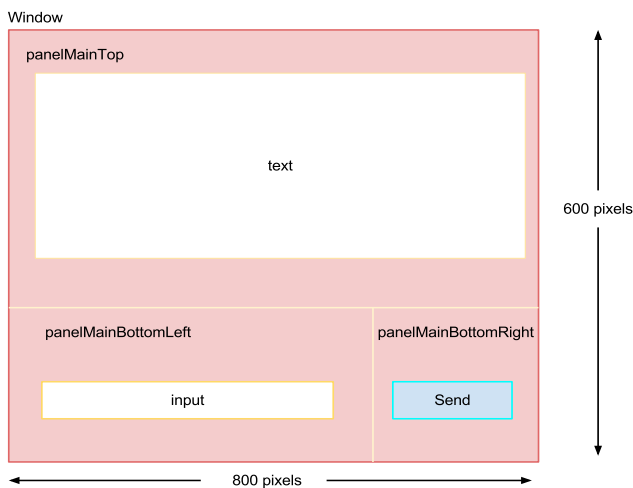 Window
panelMainTop
text
600 pixels
panelMainBottomLeft
panelMainBottomRight
input
Send
800 pixels